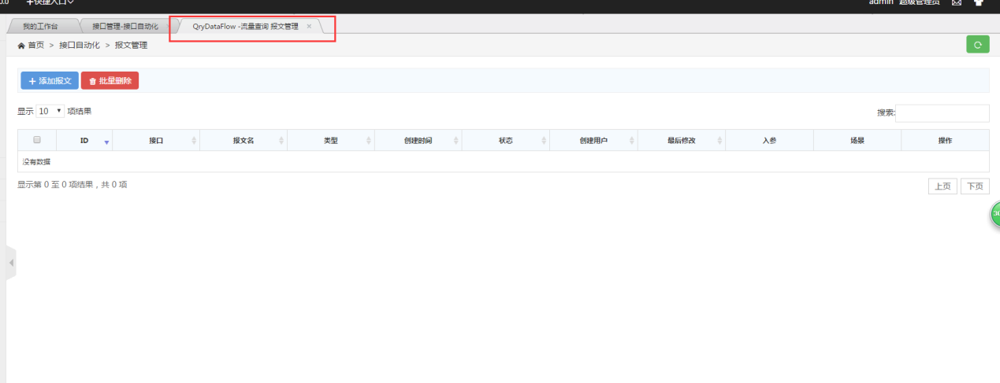 0.0 +快捷入口 admin 超级管理员
我的工作台 接口管理-接口自动化 QryDataFlow -流量查询 报文管理 ×
首页 > 接口自动化 > 报文管理
+ 添加报文 批量删除
显示 10 项结果 搜索:
ID 接口 报文名 类型 创建时间 状态 创建用户 最后修改 入参 场景 操作
没有数据
显示第 0 至 0 项结果，共 0 项 上页 下页
30